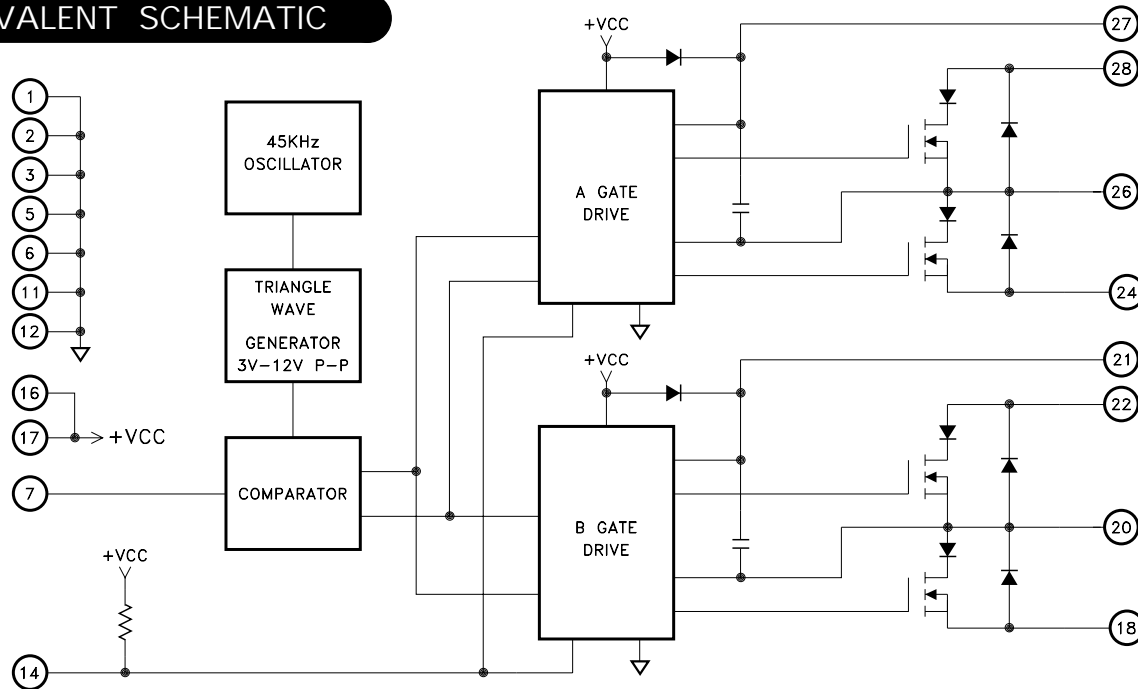 VALENT SCHEMATIC
1
2
3
5
6
11
12
16
17
+VCC
7
+VCC
14
45KHz
OSCILLATOR
TRIANGLE
WAVE
GENERATOR
3V-12V P-P
COMPARATOR
+VCC
A GATE
DRIVE
+VCC
B GATE
DRIVE
27
28
26
24
21
22
20
18